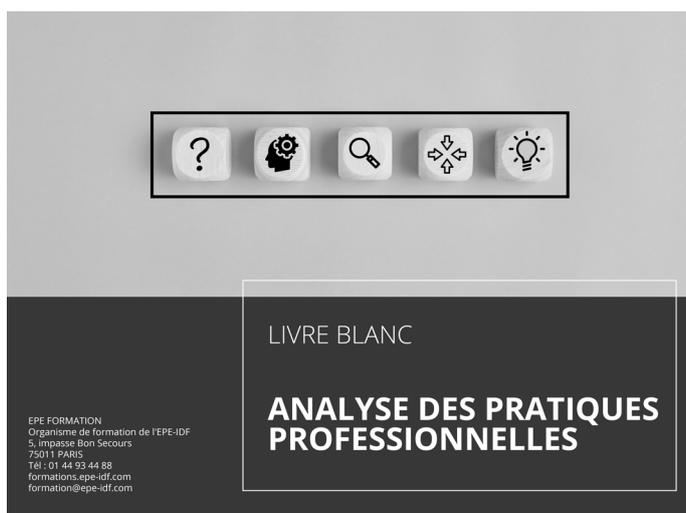 ?
LIVRE BLANC
ANALYSE DES PRATIQUES
PROFESSIONNELLES
EPE FORMATION
Organisme de formation de l'EPE-IDF
5, impasse Bon Secours
75011 PARIS
Tél : 01 44 93 44 88
formations.epe-idf.com
formation@epe-idf.com